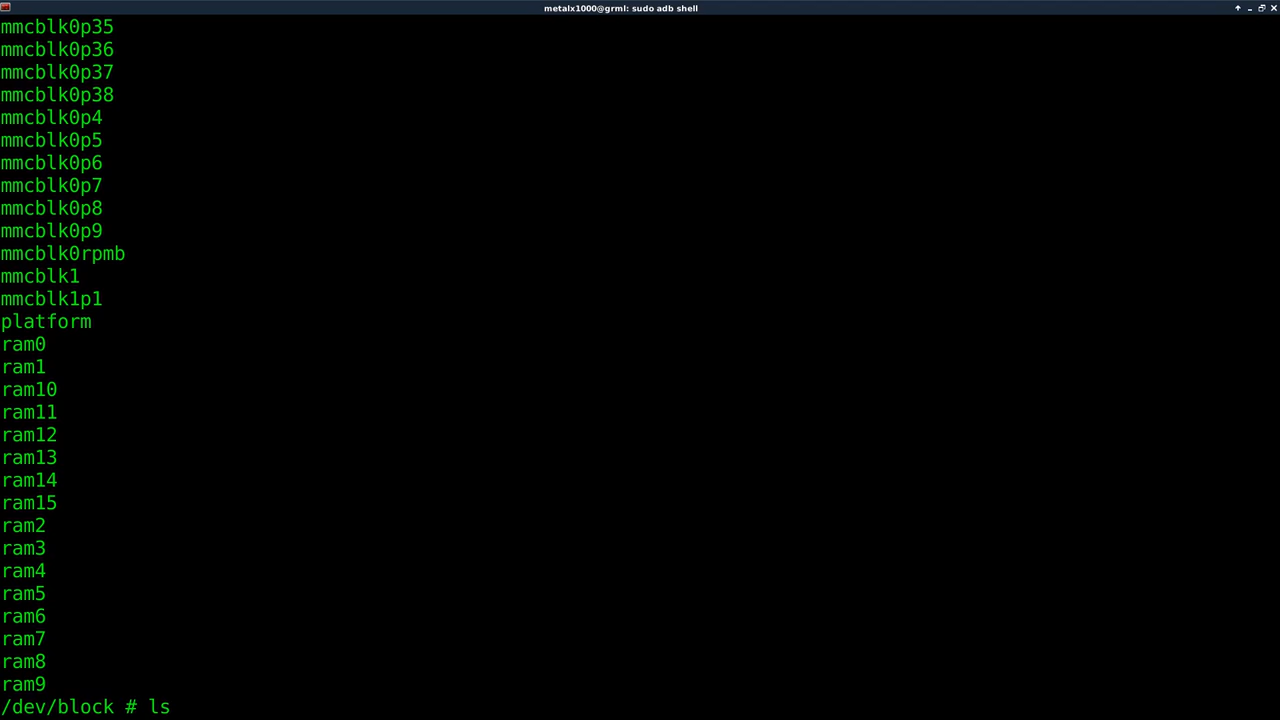 metalx1000@grml: sudo adb shell
mmcblk0p35
mmcblk0p36
mmcblk0p37
mmcblk0p38
mmcblk0p4
mmcblk0p5
mmcblk0p6
mmcblk0p7
mmcblk0p8
mmcblk0p9
mmcblk0rpmb
mmcblk1
mmcblk1p1
platform
ram0
ram1
ram10
ram11
ram12
ram13
ram14
ram15
ram2
ram3
ram4
ram5
ram6
ram7
ram8
ram9
/dev/block # ls